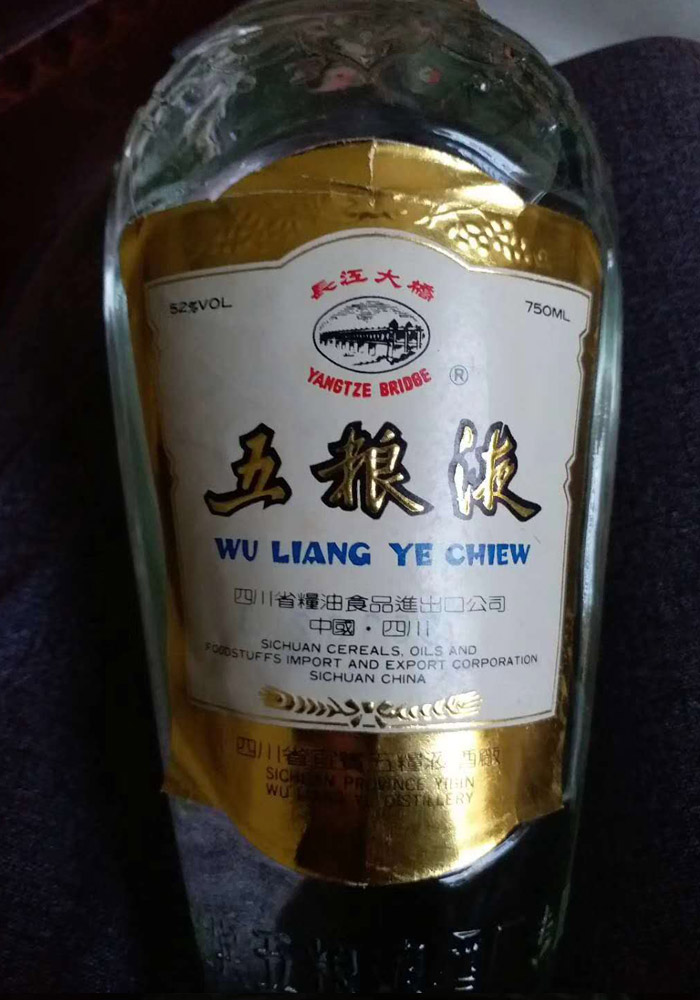 長江大橋
52%VOL.
750ML
YANGTZE BRIDGE ®
五粮液
WU LIANG YE CHIEW
四川省糧油食品進出口公司
中國·四川
SICHUAN CEREALS, OILS AND
FOODSTUFFS IMPORT AND EXPORT CORPORATION
SICHUAN CHINA
四川省宜賓五糧液酒廠
SICHUAN PROVINCE YIBIN
WU LIANG YE DISTILLERY